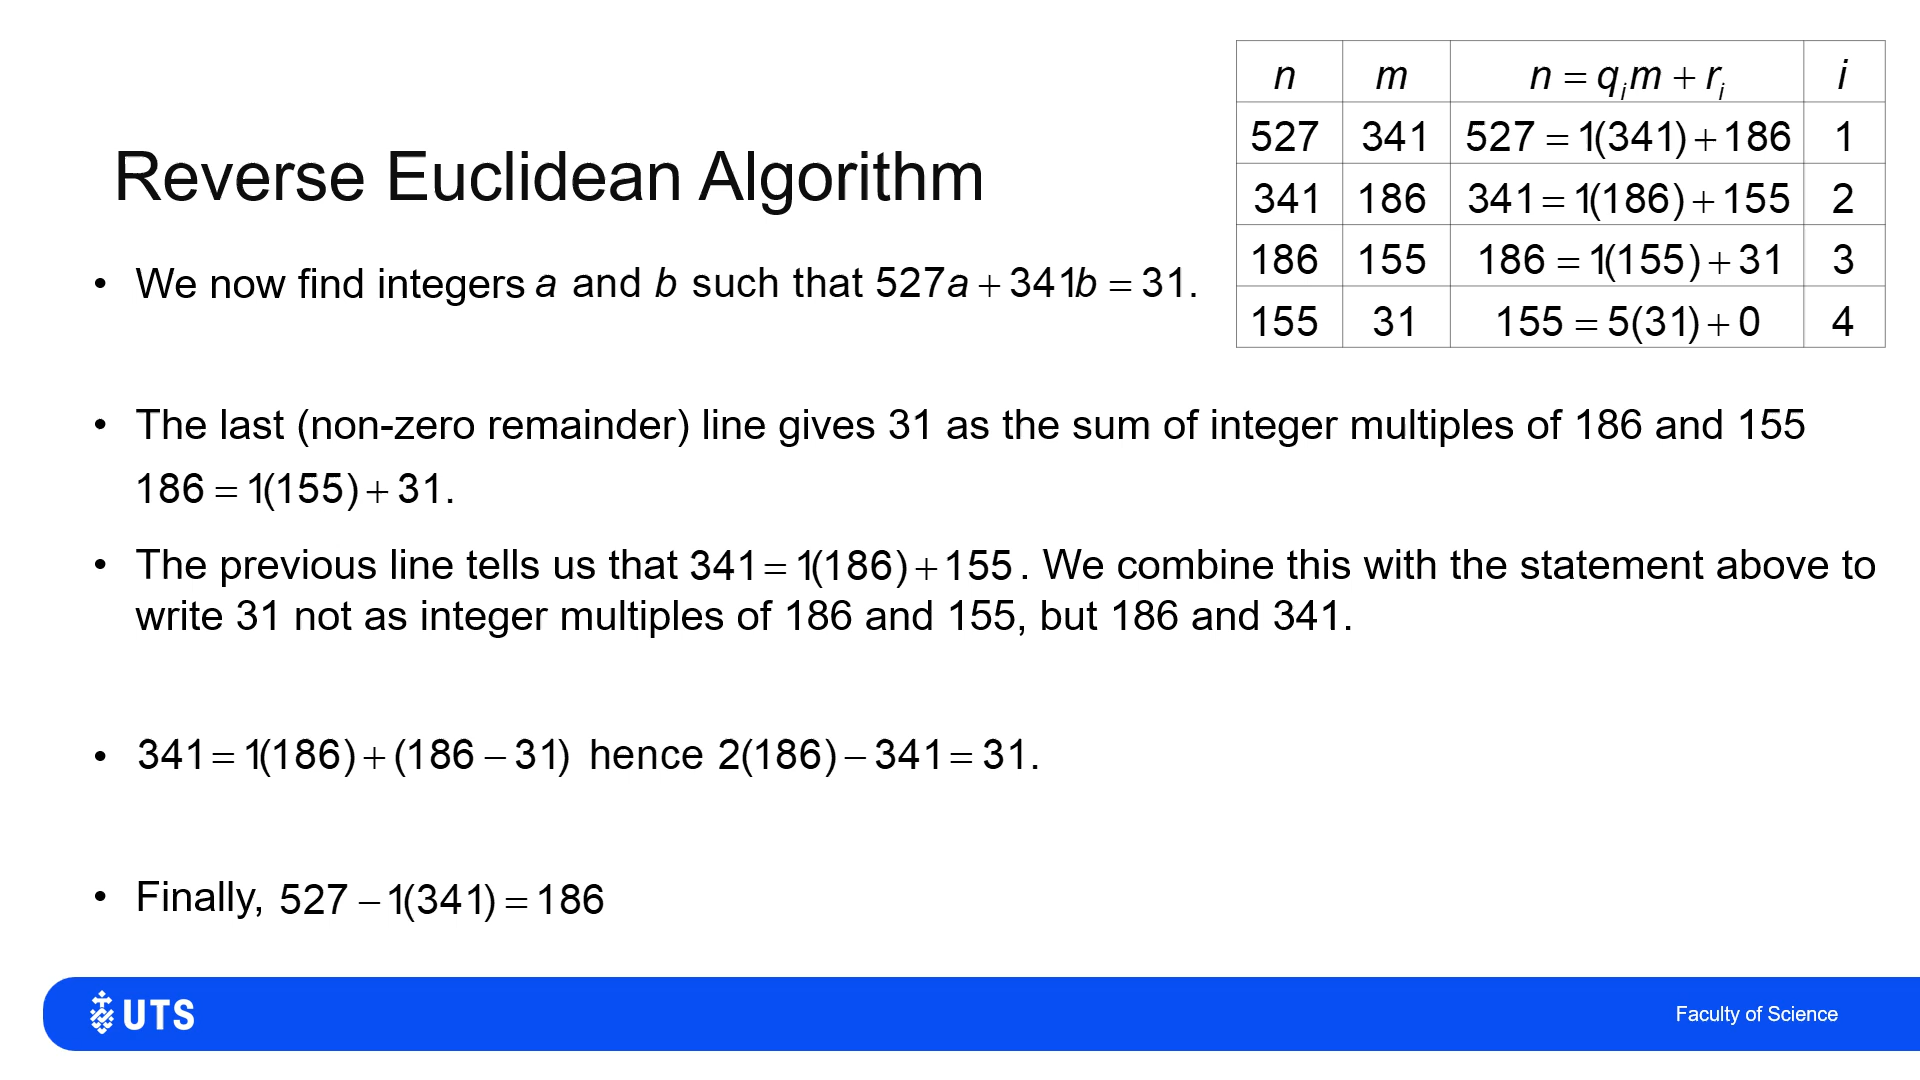 n m n = qᵢm + rᵢ i
527 341 527 = 1(341) + 186 1
341 186 341 = 1(186) + 155 2
186 155 186 = 1(155) + 31 3
155 31 155 = 5(31) + 0 4
Reverse Euclidean Algorithm
• We now find integers a and b such that 527a + 341b = 31.
• The last (non-zero remainder) line gives 31 as the sum of integer multiples of 186 and 155
186 = 1(155) + 31.
• The previous line tells us that 341 = 1(186) + 155. We combine this with the statement above to
write 31 not as integer multiples of 186 and 155, but 186 and 341.
• 341 = 1(186) + (186 – 31) hence 2(186) – 341 = 31.
• Finally, 527 – 1(341) = 186
UTS
Faculty of Science